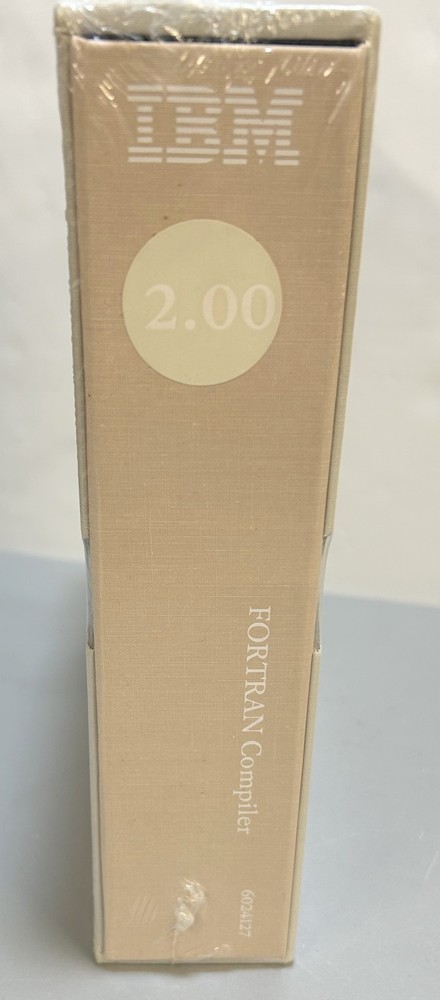 IBM
2.00
FORTRAN Compiler
6024127